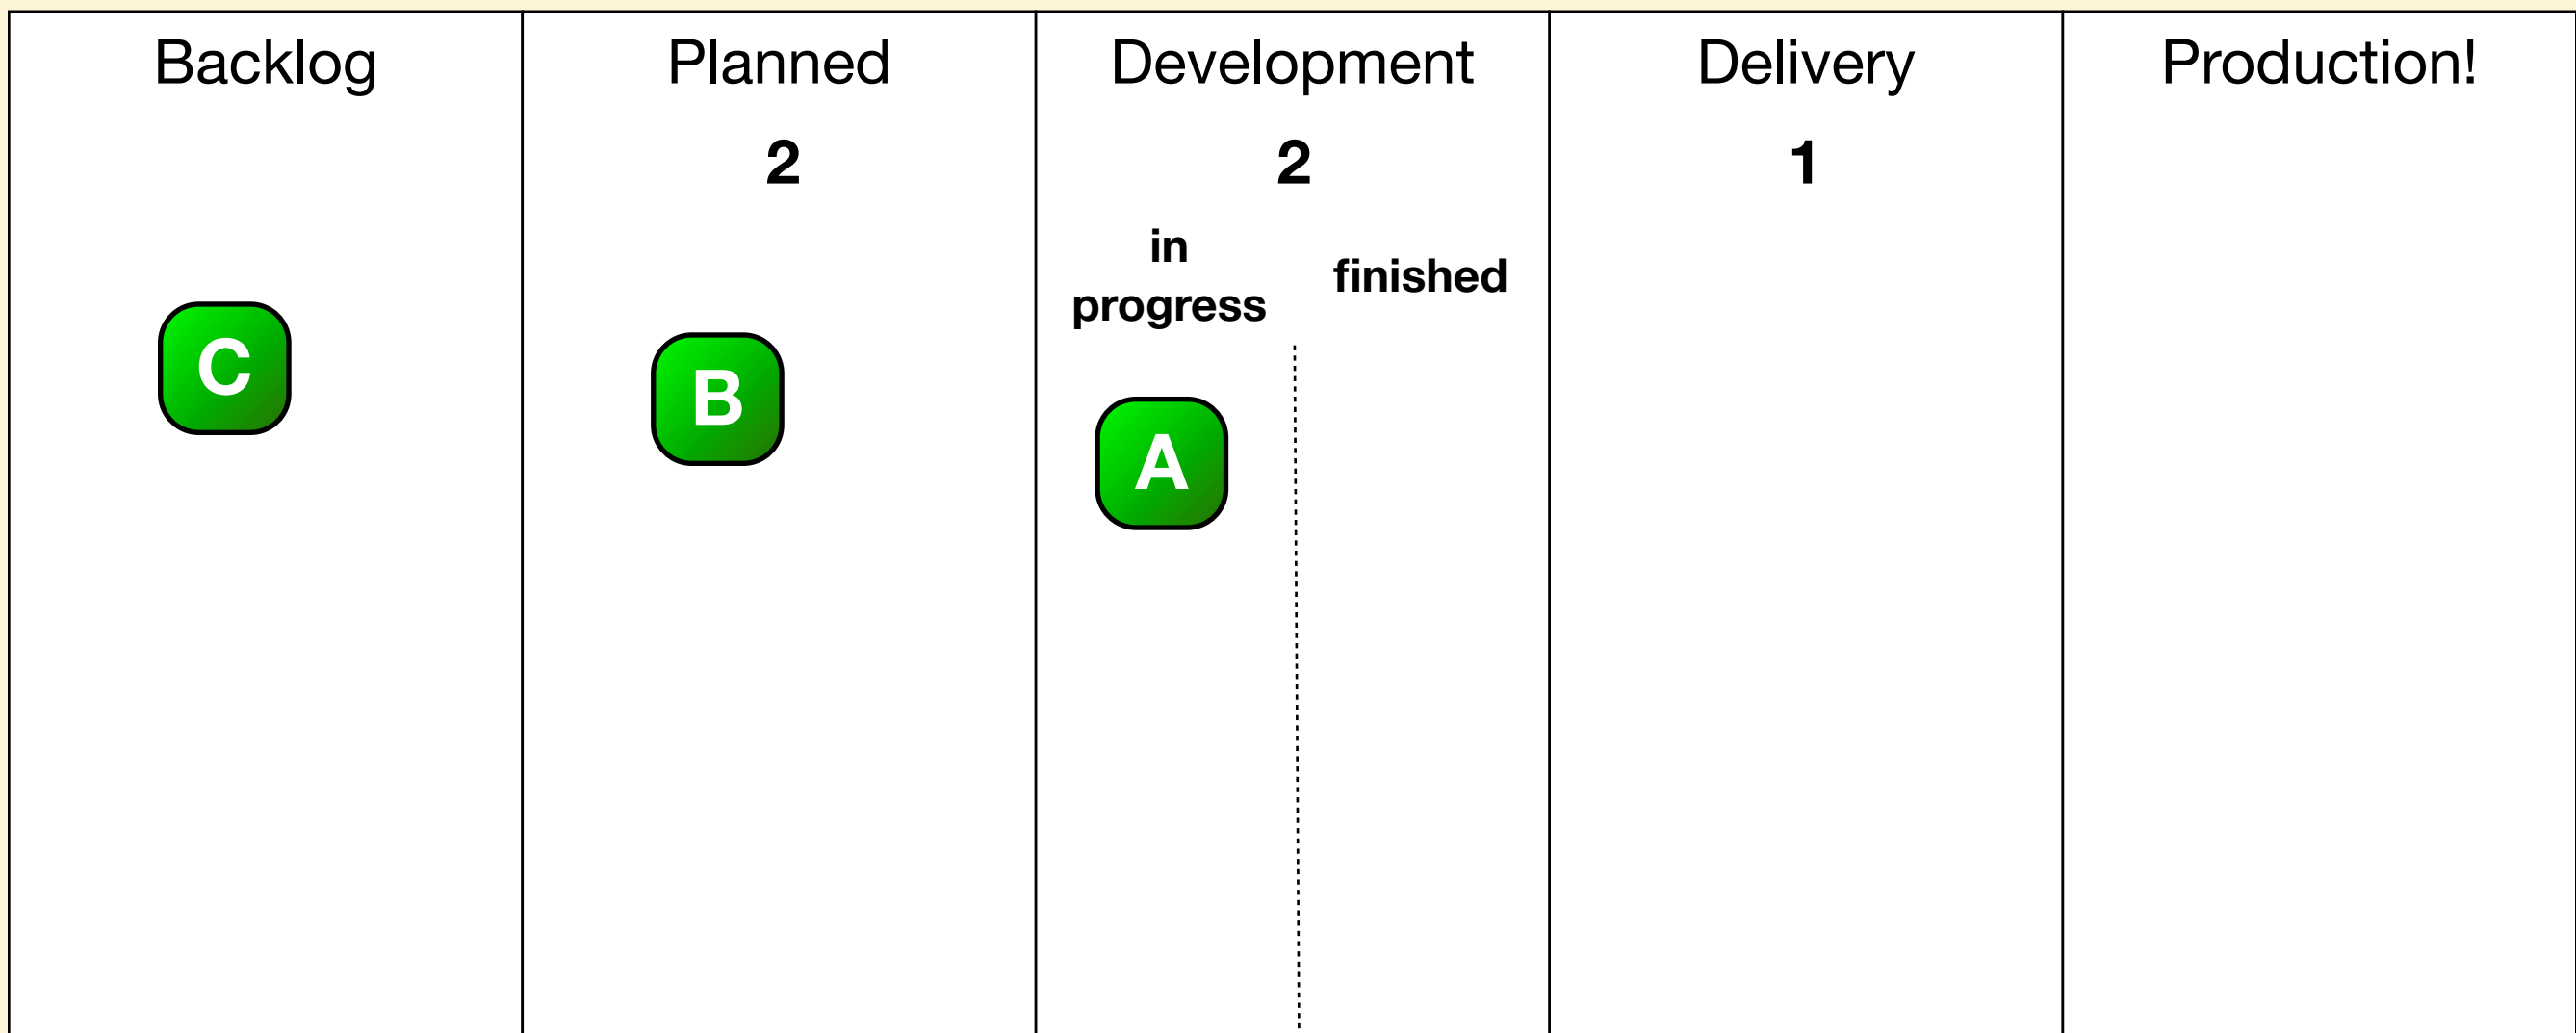 Backlog
Planned
Development
Delivery
Production!
2
2
1
in
progress
finished
C
B
A